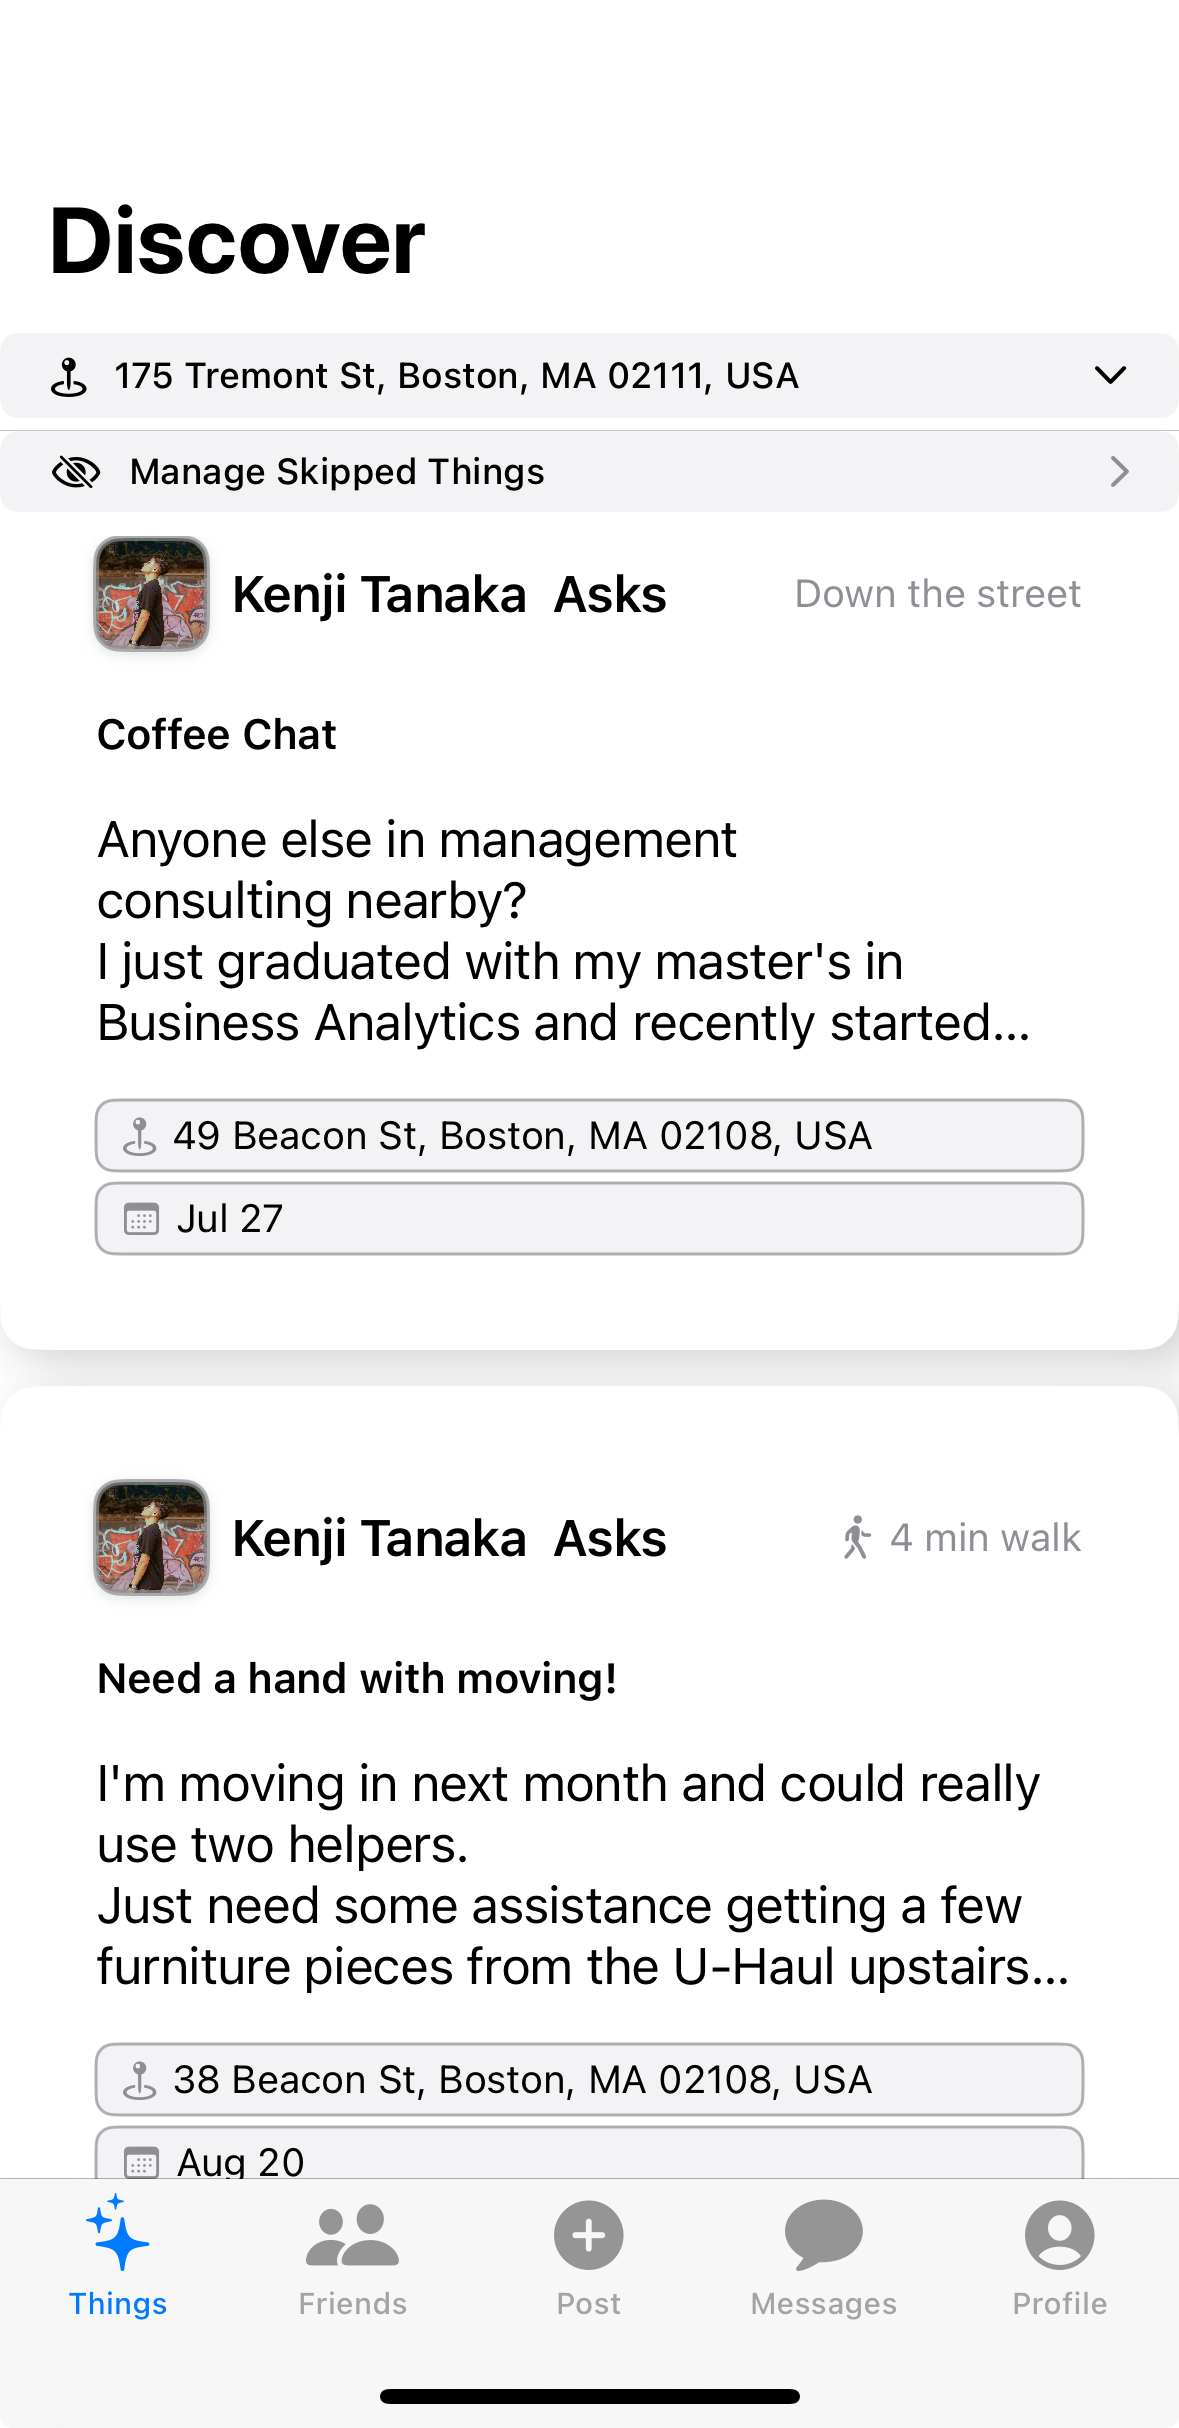 Discover
175 Tremont St, Boston, MA 02111, USA
Manage Skipped Things
Kenji Tanaka Asks
Down the street
Coffee Chat
Anyone else in management
consulting nearby?
I just graduated with my master's in
Business Analytics and recently started...
49 Beacon St, Boston, MA 02108, USA
Jul 27
Kenji Tanaka Asks
4 min walk
Need a hand with moving!
I'm moving in next month and could really
use two helpers.
Just need some assistance getting a few
furniture pieces from the U-Haul upstairs...
38 Beacon St, Boston, MA 02108, USA
Aug 20
Things
Friends
Post
Messages
Profile